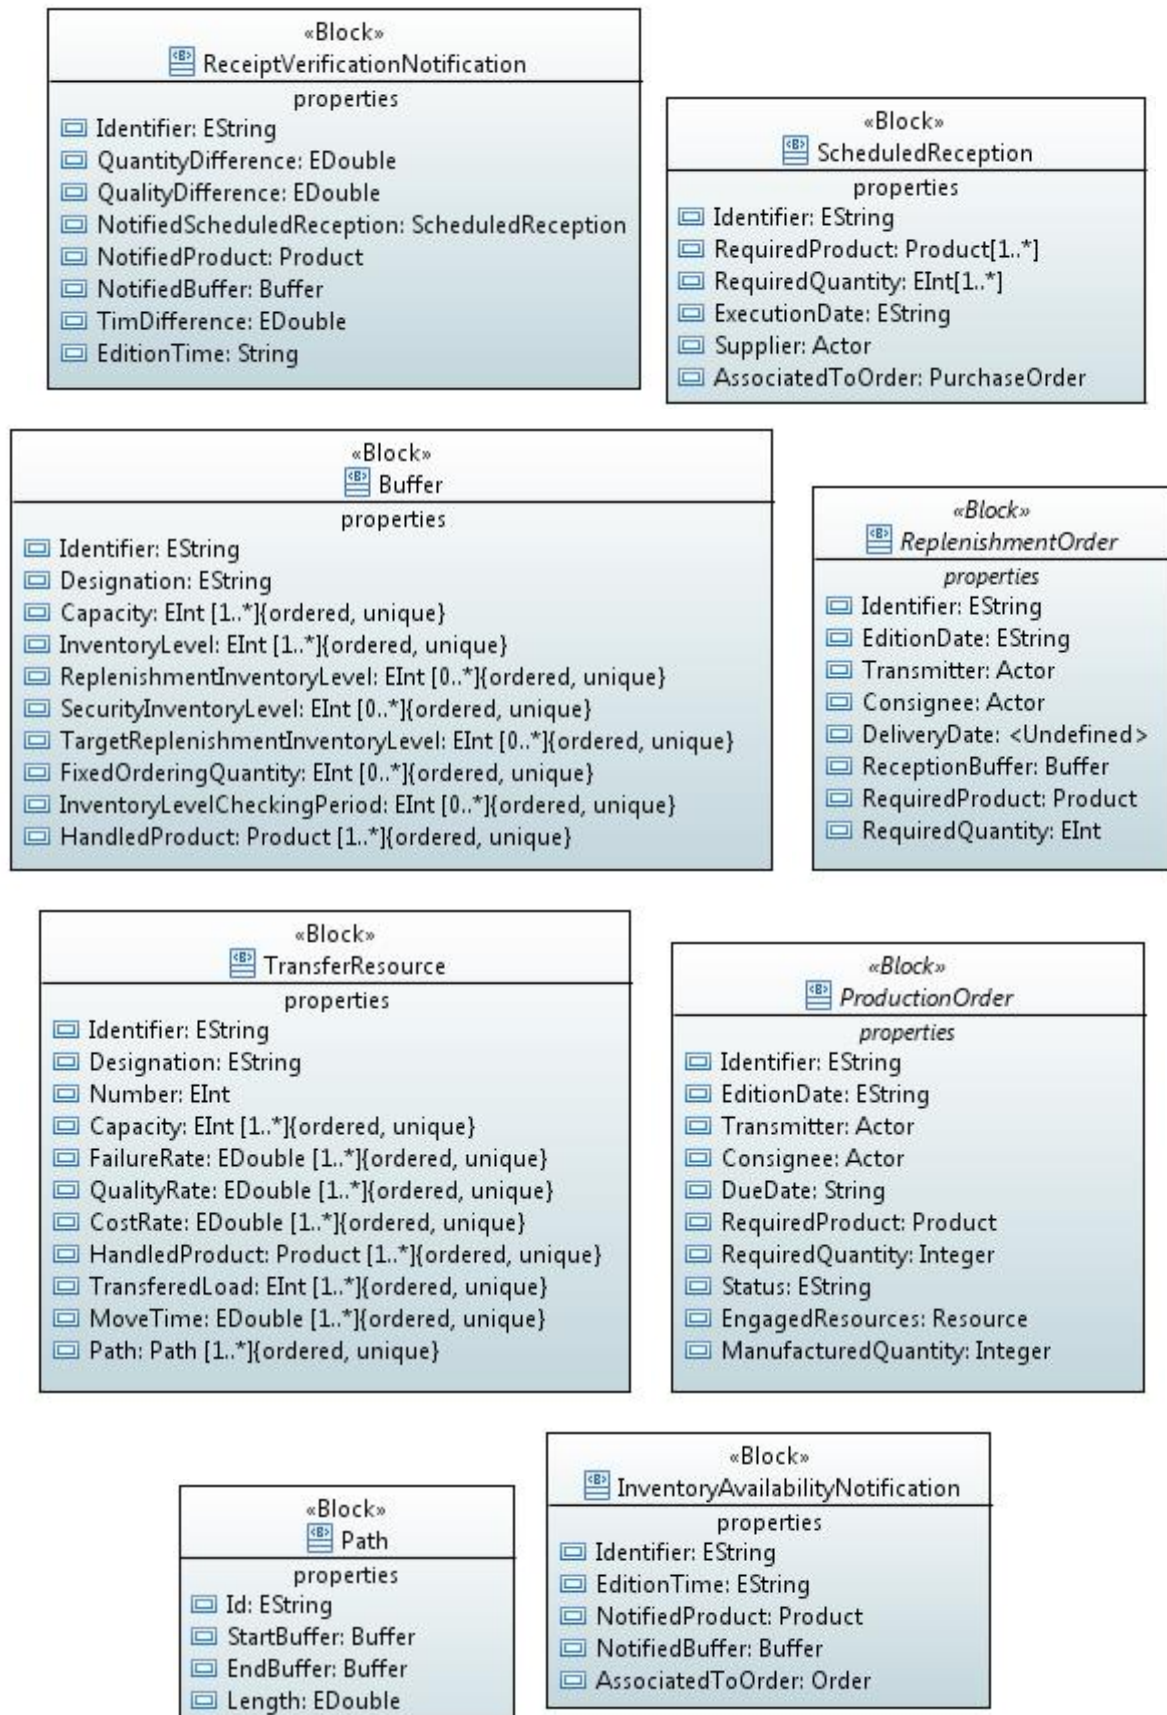 «Block»
ReceiptVerificationNotification
properties
Identifier: EString
QuantityDifference: EDouble
QualityDifference: EDouble
NotifiedScheduledReception: ScheduledReception
NotifiedProduct: Product
NotifiedBuffer: Buffer
TimDifference: EDouble
EditionTime: String
«Block»
ScheduledReception
properties
Identifier: EString
RequiredProduct: Product[1..*]
RequiredQuantity: EInt[1..*]
ExecutionDate: EString
Supplier: Actor
AssociatedToOrder: PurchaseOrder
«Block»
Buffer
properties
Identifier: EString
Designation: EString
Capacity: EInt [1..*]{ordered, unique}
InventoryLevel: EInt [1..*]{ordered, unique}
ReplenishmentInventoryLevel: EInt [0..*]{ordered, unique}
SecurityInventoryLevel: EInt [0..*]{ordered, unique}
TargetReplenishmentInventoryLevel: EInt [0..*]{ordered, unique}
FixedOrderingQuantity: EInt [0..*]{ordered, unique}
InventoryLevelCheckingPeriod: EInt [0..*]{ordered, unique}
HandledProduct: Product [1..*]{ordered, unique}
«Block»
ReplenishmentOrder
properties
Identifier: EString
EditionDate: EString
Transmitter: Actor
Consignee: Actor
DeliveryDate: <Undefined>
ReceptionBuffer: Buffer
RequiredProduct: Product
RequiredQuantity: EInt
«Block»
TransferResource
properties
Identifier: EString
Designation: EString
Number: EInt
Capacity: EInt [1..*]{ordered, unique}
FailureRate: EDouble [1..*]{ordered, unique}
QualityRate: EDouble [1..*]{ordered, unique}
CostRate: EDouble [1..*]{ordered, unique}
HandledProduct: Product [1..*]{ordered, unique}
TransferedLoad: EInt [1..*]{ordered, unique}
MoveTime: EDouble [1..*]{ordered, unique}
Path: Path [1..*]{ordered, unique}
«Block»
ProductionOrder
properties
Identifier: EString
EditionDate: EString
Transmitter: Actor
Consignee: Actor
DueDate: String
RequiredProduct: Product
RequiredQuantity: Integer
Status: EString
EngagedResources: Resource
ManufacturedQuantity: Integer
«Block»
Path
properties
Id: EString
StartBuffer: Buffer
EndBuffer: Buffer
Length: EDouble
«Block»
InventoryAvailabilityNotification
properties
Identifier: EString
EditionTime: EString
NotifiedProduct: Product
NotifiedBuffer: Buffer
AssociatedToOrder: Order